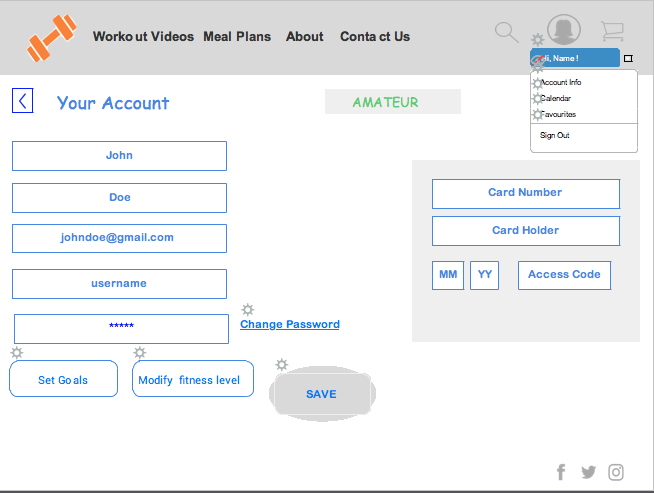 Workout Videos Meal Plans About Contact Us
Hi, Name !
Account Info
Calendar
Favourites
Sign Out
Your Account
AMATEUR
John
Doe
johndoe@gmail.com
username
*****
Change Password
Set Goals
Modify fitness level
SAVE
Card Number
Card Holder
MM
YY
Access Code